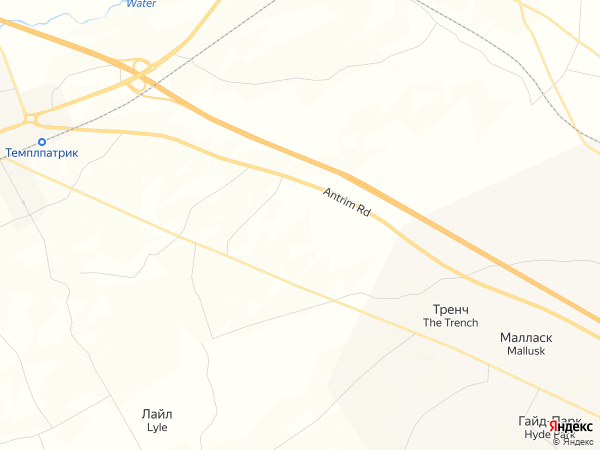 Water
Темплпатрик
Antrim Rd
Тренч
The Trench
Малласк
Mallusk
Лайл
Lyle
Гайд-Парк
Hyde Park
Яндекс
© Яндекс